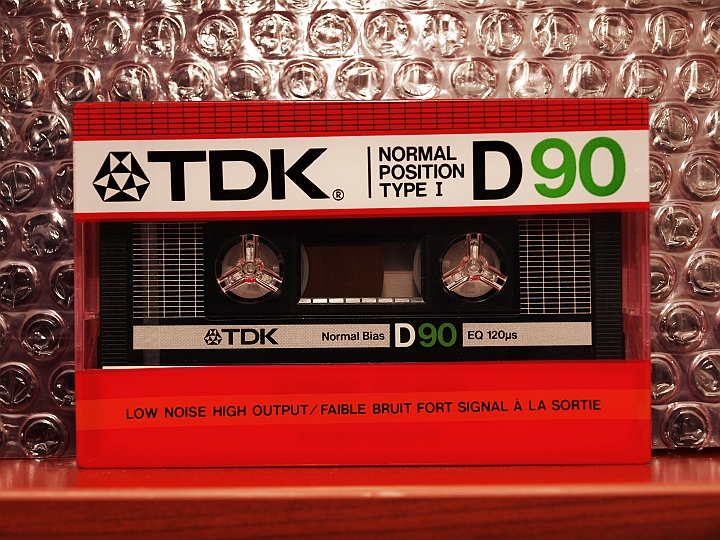 TDK®
NORMAL
POSITION
TYPE I
D90
TDK
Normal Bias
D90
EQ 120µs
LOW NOISE HIGH OUTPUT/FAIBLE BRUIT FORT SIGNAL À LA SORTIE